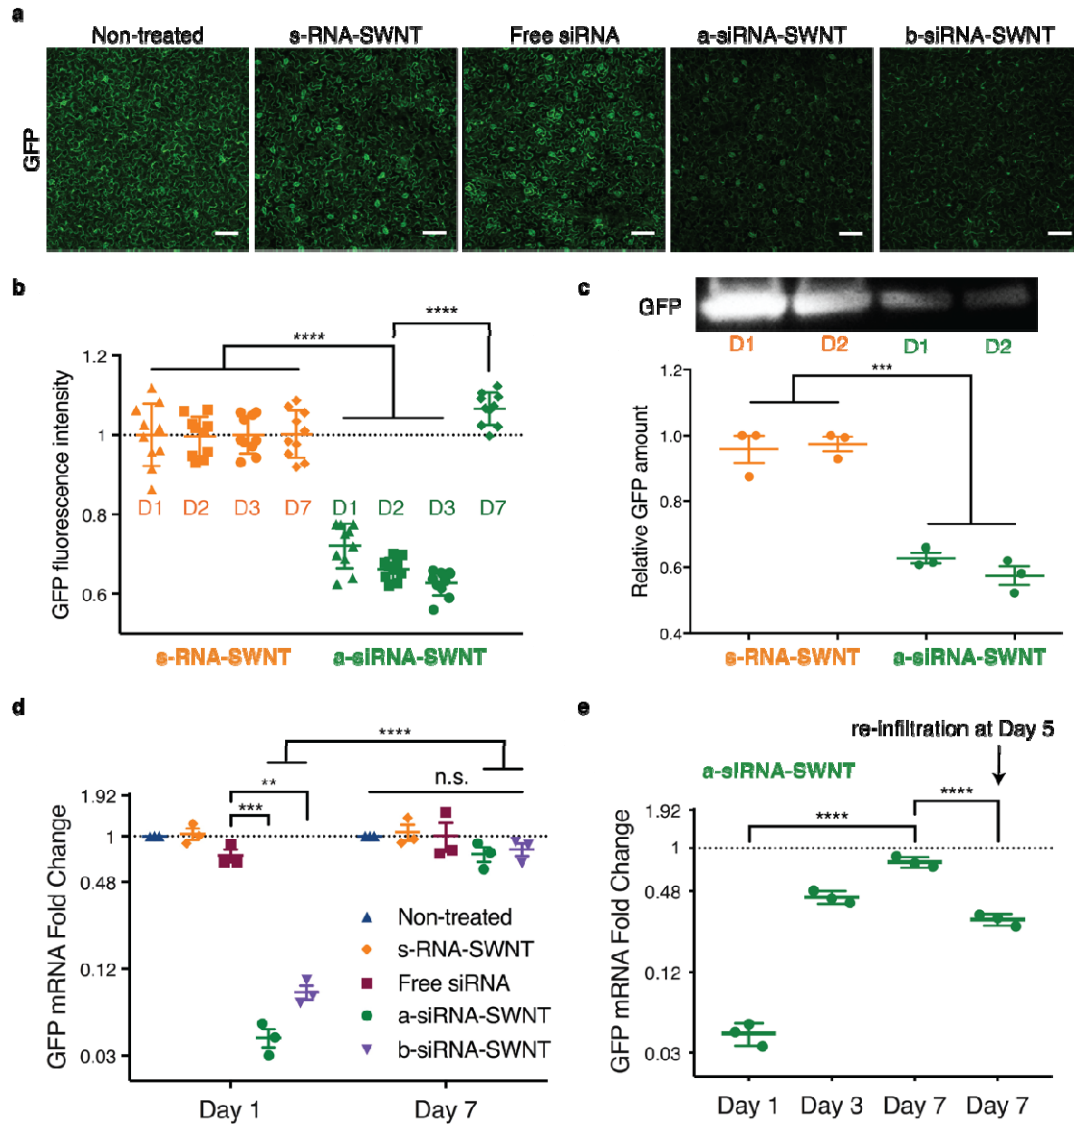 a
Non-treated s-RNA-SWNT Free siRNA a-siRNA-SWNT b-siRNA-SWNT
GFP
b
****
****
1.2
1
0.8
0.6
GFP fluorescence intensity
D1 D2 D3 D7
D1 D2 D3 D7
s-RNA-SWNT a-siRNA-SWNT
c
GFP
D1 D2 D1 D2
***
1.2
1.0
0.8
0.6
0.4
Relative GFP amount
s-RNA-SWNT a-siRNA-SWNT
d
****
n.s.
**
***
1.92
1
0.48
0.12
0.03
GFP mRNA Fold Change
Non-treated
s-RNA-SWNT
Free siRNA
a-siRNA-SWNT
b-siRNA-SWNT
Day 1 Day 7
e
re-infiltration at Day 5
a-siRNA-SWNT
****
****
1.92
1
0.48
0.12
0.03
GFP mRNA Fold Change
Day 1 Day 3 Day 7 Day 7